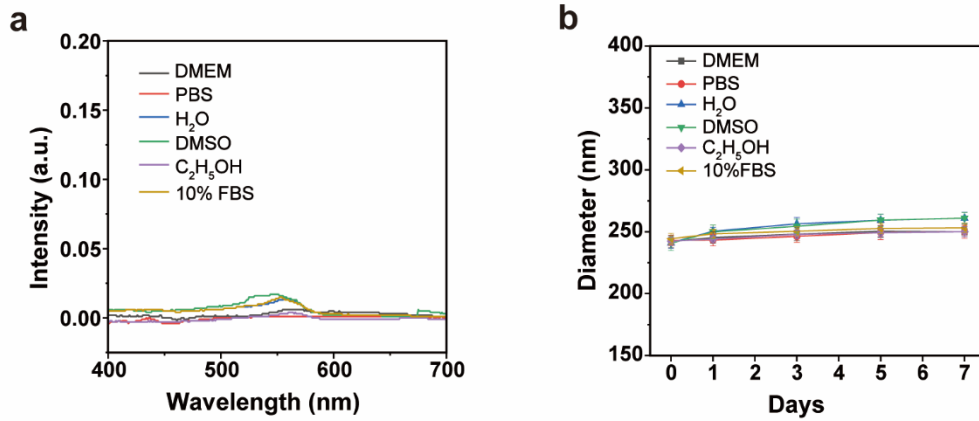 a
0.20
0.15
0.10
0.05
0.00
Intensity (a.u.)
DMEM
PBS
H₂O
DMSO
C₂H₅OH
10% FBS
400
500
600
700
Wavelength (nm)
b
400
350
300
250
200
150
Diameter (nm)
DMEM
PBS
H₂O
DMSO
C₂H₅OH
10%FBS
0 1 2 3 4 5 6 7
Days